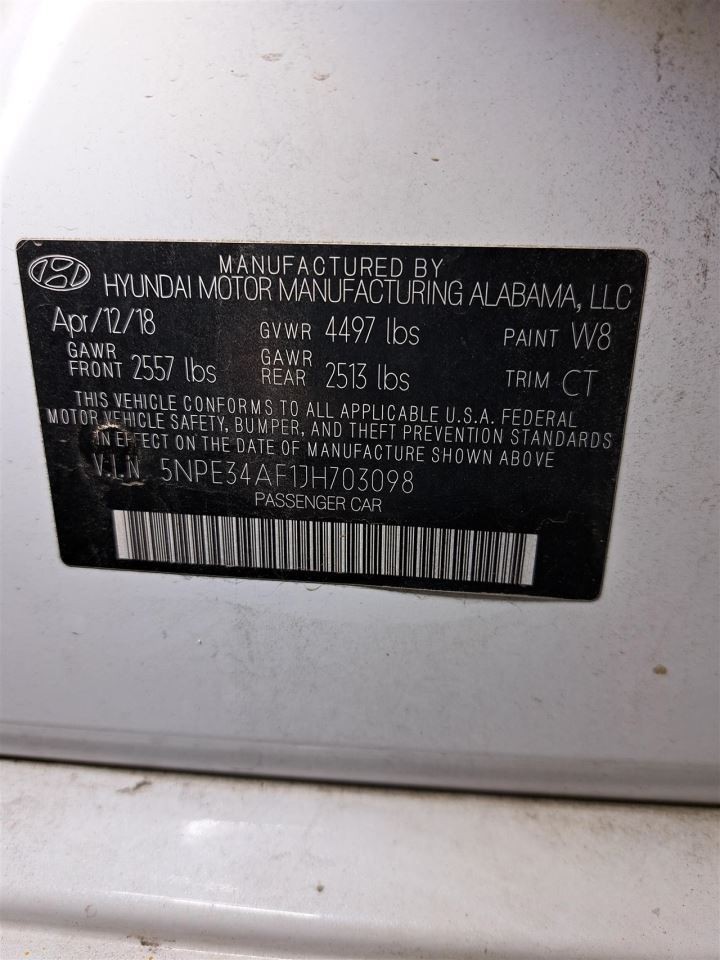 MANUFACTURED BY
HYUNDAI MOTOR MANUFACTURING ALABAMA, LLC
Apr/12/18 GVWR 4497 lbs PAINT W8
GAWR FRONT 2557 lbs GAWR REAR 2513 lbs TRIM CT
THIS VEHICLE CONFORMS TO ALL APPLICABLE U.S.A. FEDERAL
MOTOR VEHICLE SAFETY, BUMPER, AND THEFT PREVENTION STANDARDS
IN EFFECT ON THE DATE OF MANUFACTURE SHOWN ABOVE
V.I.N 5NPE34AF1JH703098
PASSENGER CAR